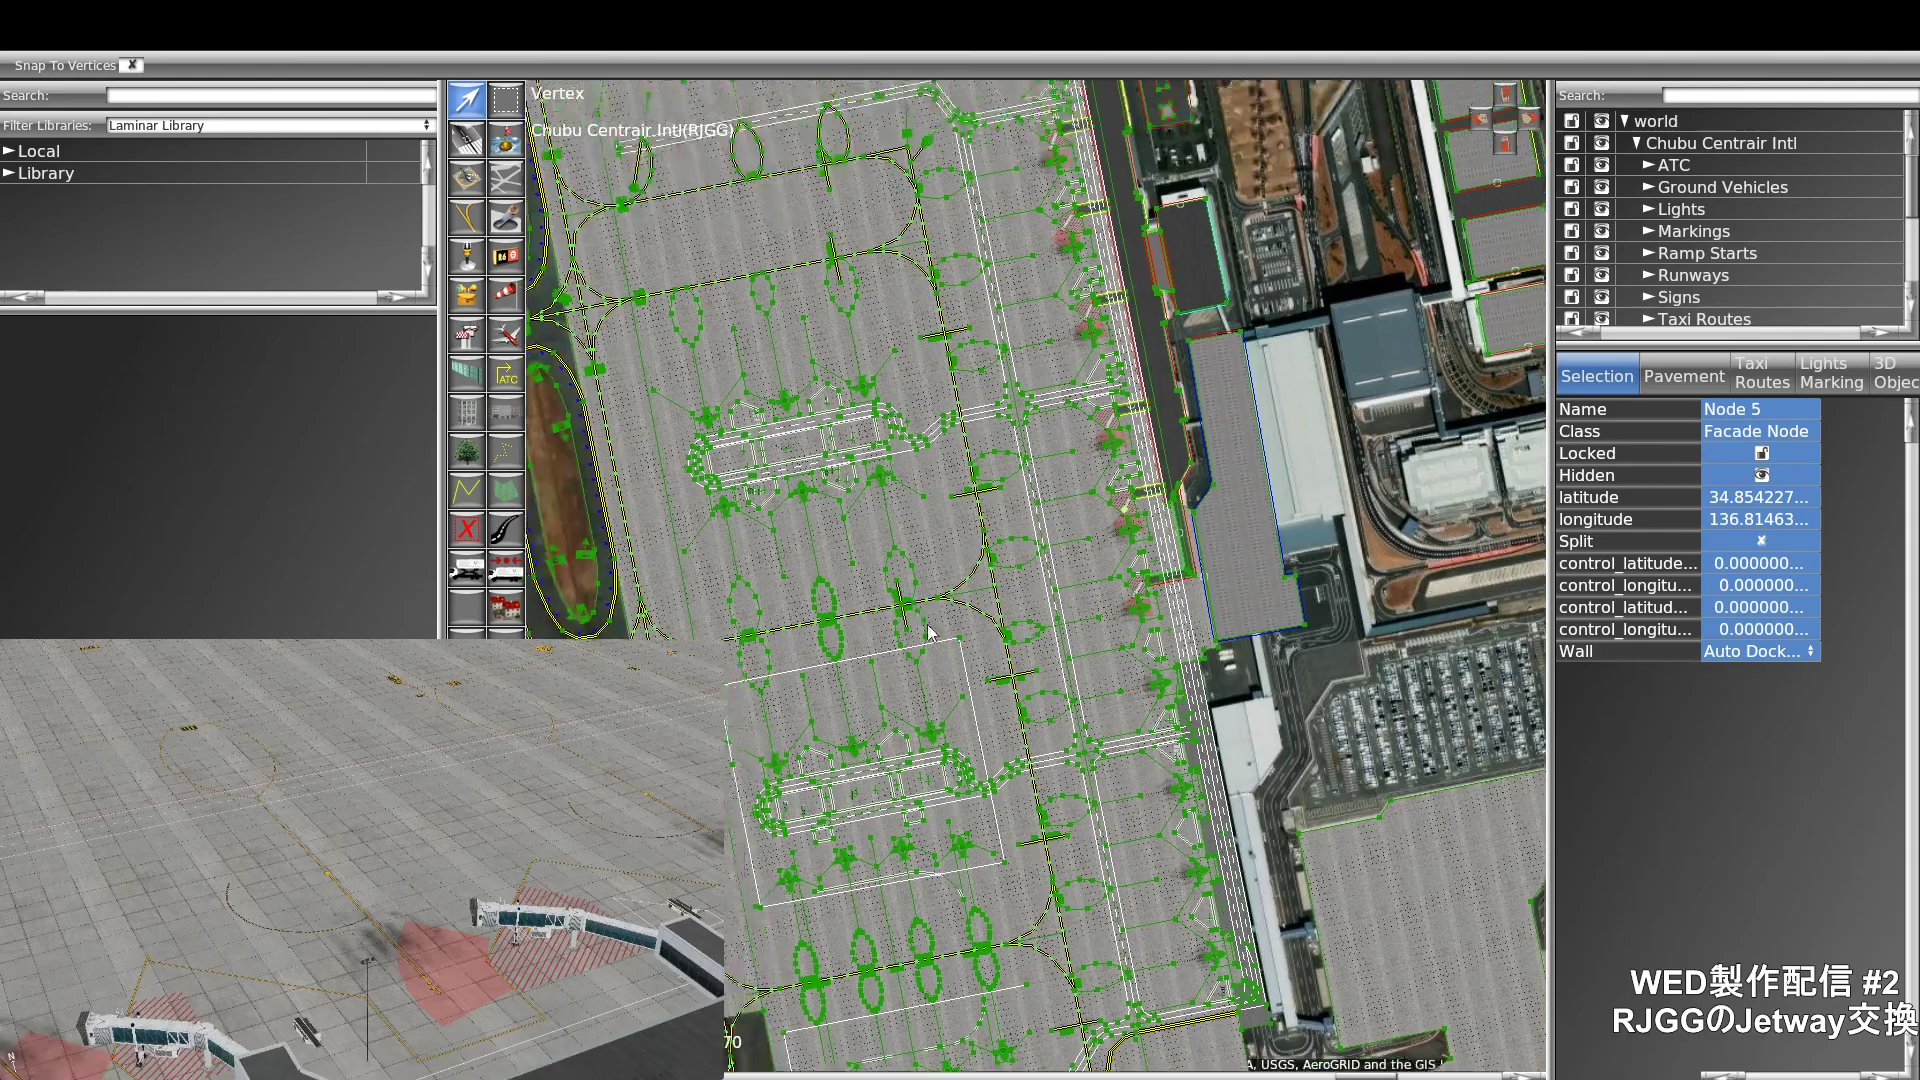 Snap To Vertices
Search:
Filter Libraries: Laminar Library
Local
Library
Vertex
Chubu Centrair Intl(RJGG)
ATC
70
A, USGS, AeroGRID and the GIS
Search:
world
Chubu Centrair Intl
ATC
Ground Vehicles
Lights
Markings
Ramp Starts
Runways
Signs
Taxi Routes
Selection
Pavement
Taxi Routes
Lights Marking
3D Objec
Name Node 5
Class Facade Node
Locked
Hidden
latitude 34.854227...
longitude 136.81463...
Split
control_latitude... 0.000000...
control_longitu... 0.000000...
control_latitud... 0.000000...
control_longitu... 0.000000...
Wall Auto Dock...
WED製作配信 #2
RJGGのJetway交換